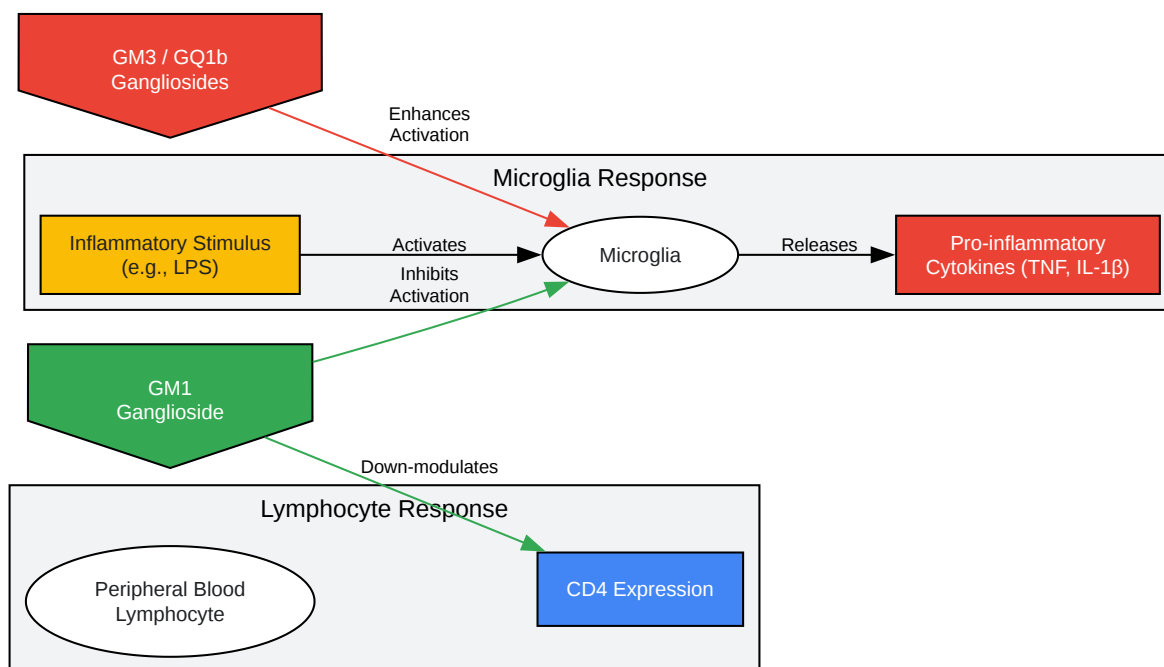 GM3 / GQ1b
Gangliosides
Enhances
Activation
Microglia Response
Inflammatory Stimulus
(e.g., LPS)
Activates
Microglia
Releases
Pro-inflammatory
Cytokines (TNF, IL-1β)
Inhibits
Activation
GM1
Ganglioside
Down-modulates
Lymphocyte Response
Peripheral Blood
Lymphocyte
CD4 Expression